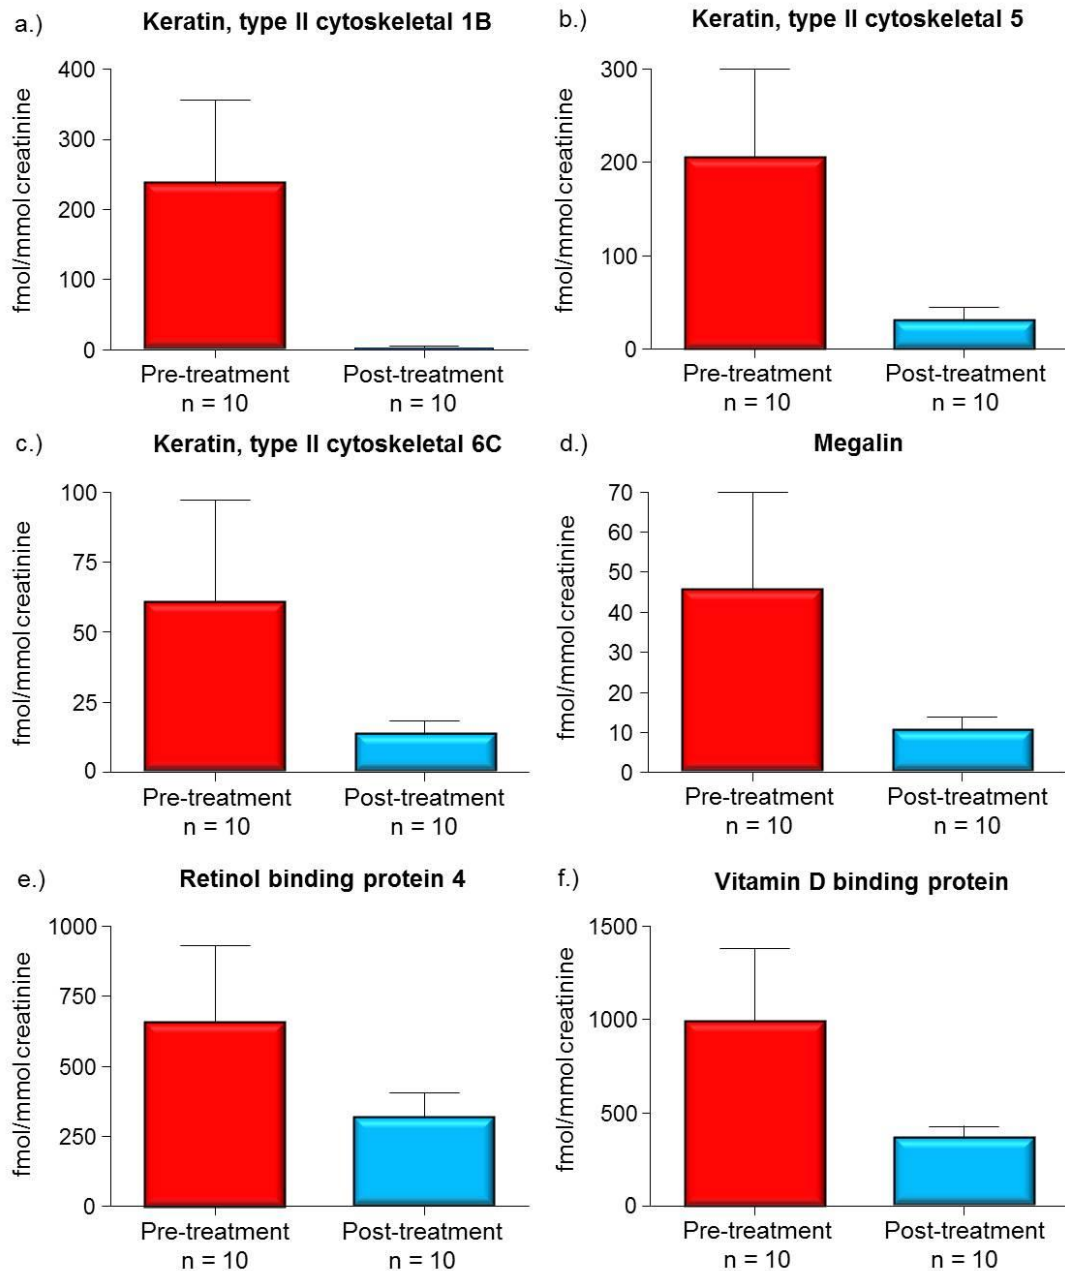 a.) Keratin, type II cytoskeletal 1B
fmol/mmol creatinine
400
300
200
100
0
Pre-treatment Post-treatment
n = 10 n = 10
b.) Keratin, type II cytoskeletal 5
fmol/mmol creatinine
300
200
100
0
Pre-treatment Post-treatment
n = 10 n = 10
c.) Keratin, type II cytoskeletal 6C
fmol/mmol creatinine
100
75
50
25
0
Pre-treatment Post-treatment
n = 10 n = 10
d.) Megalin
fmol/mmol creatinine
70
60
50
40
30
20
10
0
Pre-treatment Post-treatment
n = 10 n = 10
e.) Retinol binding protein 4
fmol/mmol creatinine
1000
750
500
250
0
Pre-treatment Post-treatment
n = 10 n = 10
f.) Vitamin D binding protein
fmol/mmol creatinine
1500
1000
500
0
Pre-treatment Post-treatment
n = 10 n = 10